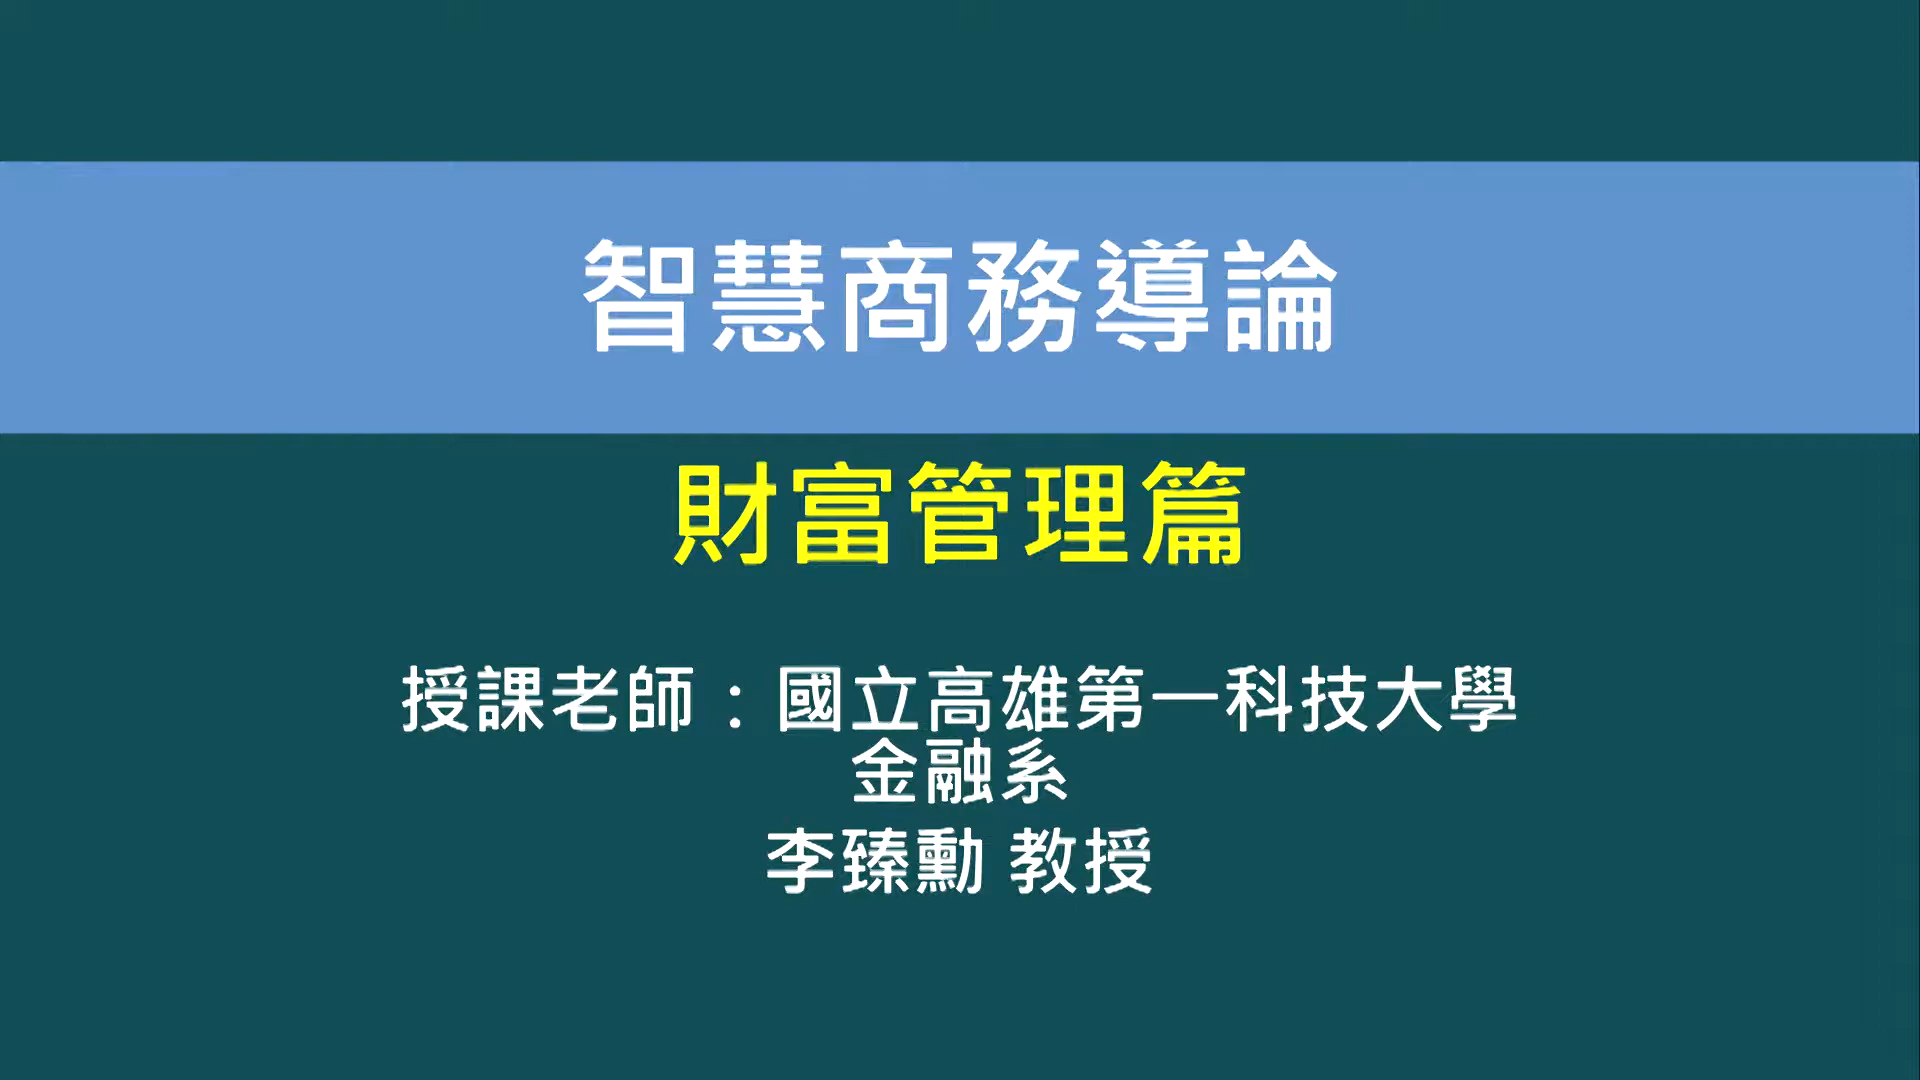 智慧商務導論
財富管理篇
授課老師：國立高雄第一科技大學
金融系
李臻勳 教授